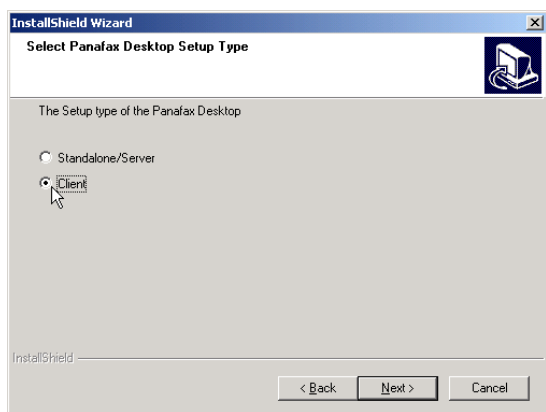 InstallShield Wizard
Select Panafax Desktop Setup Type
The Setup type of the Panafax Desktop
Standalone/Server
Client
InstallShield
< Back Next > Cancel